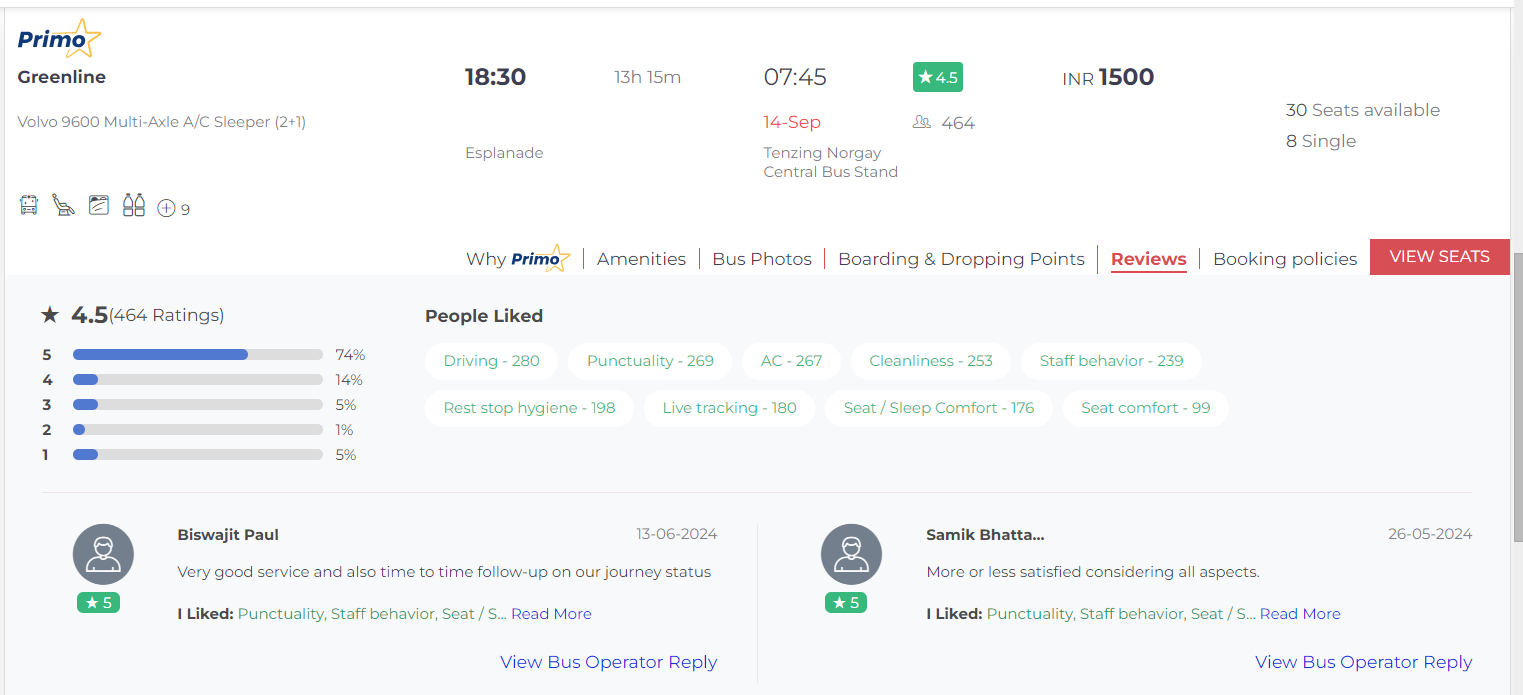 Primo
Greenline
18:30 13h 15m 07:45 ★ 4.5 INR 1500
Volvo 9600 Multi-Axle A/C Sleeper (2+1) 14-Sep 464 30 Seats available
8 Single
Esplanade Tenzing Norgay
Central Bus Stand
9
Why Primo Amenities Bus Photos Boarding & Dropping Points Reviews Booking policies VIEW SEATS
★ 4.5(464 Ratings)
5 74%
4 14%
3 5%
2 1%
1 5%
People Liked
Driving - 280 Punctuality - 269 AC - 267 Cleanliness - 253 Staff behavior - 239
Rest stop hygiene - 198 Live tracking - 180 Seat / Sleep Comfort - 176 Seat comfort - 99
Biswajit Paul 13-06-2024
Very good service and also time to time follow-up on our journey status
★ 5
I Liked: Punctuality, Staff behavior, Seat / S... Read More
View Bus Operator Reply
Samik Bhatta... 26-05-2024
More or less satisfied considering all aspects.
★ 5
I Liked: Punctuality, Staff behavior, Seat / S... Read More
View Bus Operator Reply